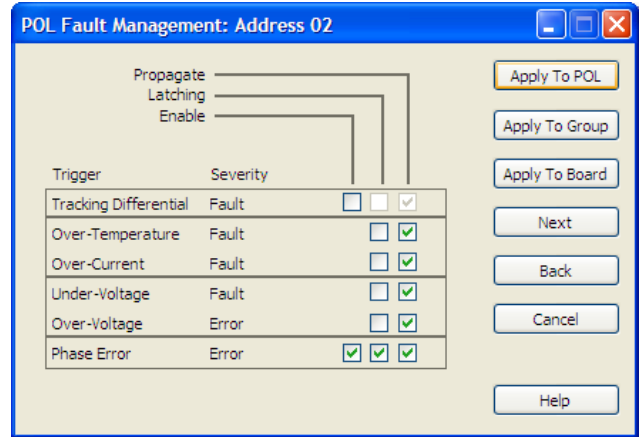 POL Fault Management: Address 02
Propagate
Latching
Enable
Trigger Severity
Tracking Differential Fault
Over-Temperature Fault
Over-Current Fault
Under-Voltage Fault
Over-Voltage Error
Phase Error Error
Apply To POL
Apply To Group
Apply To Board
Next
Back
Cancel
Help